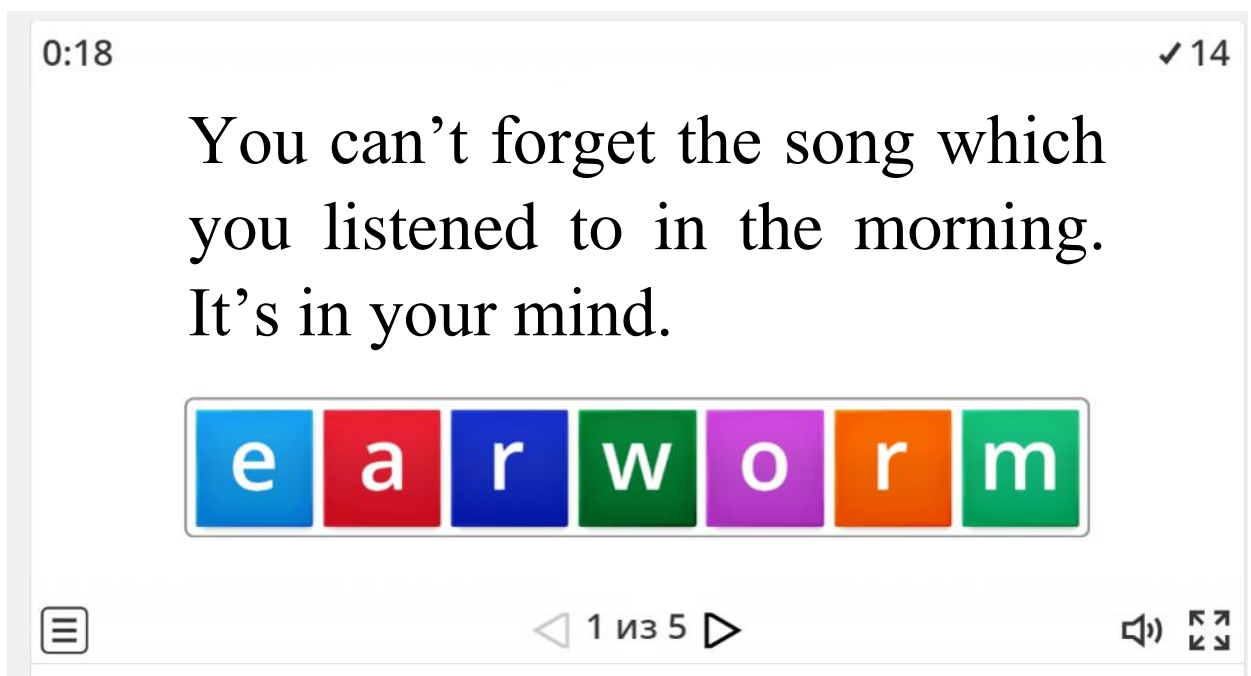 0:18 ✓ 14
You can’t forget the song which
you listened to in the morning.
It’s in your mind.
e a r w o r m
1 из 5